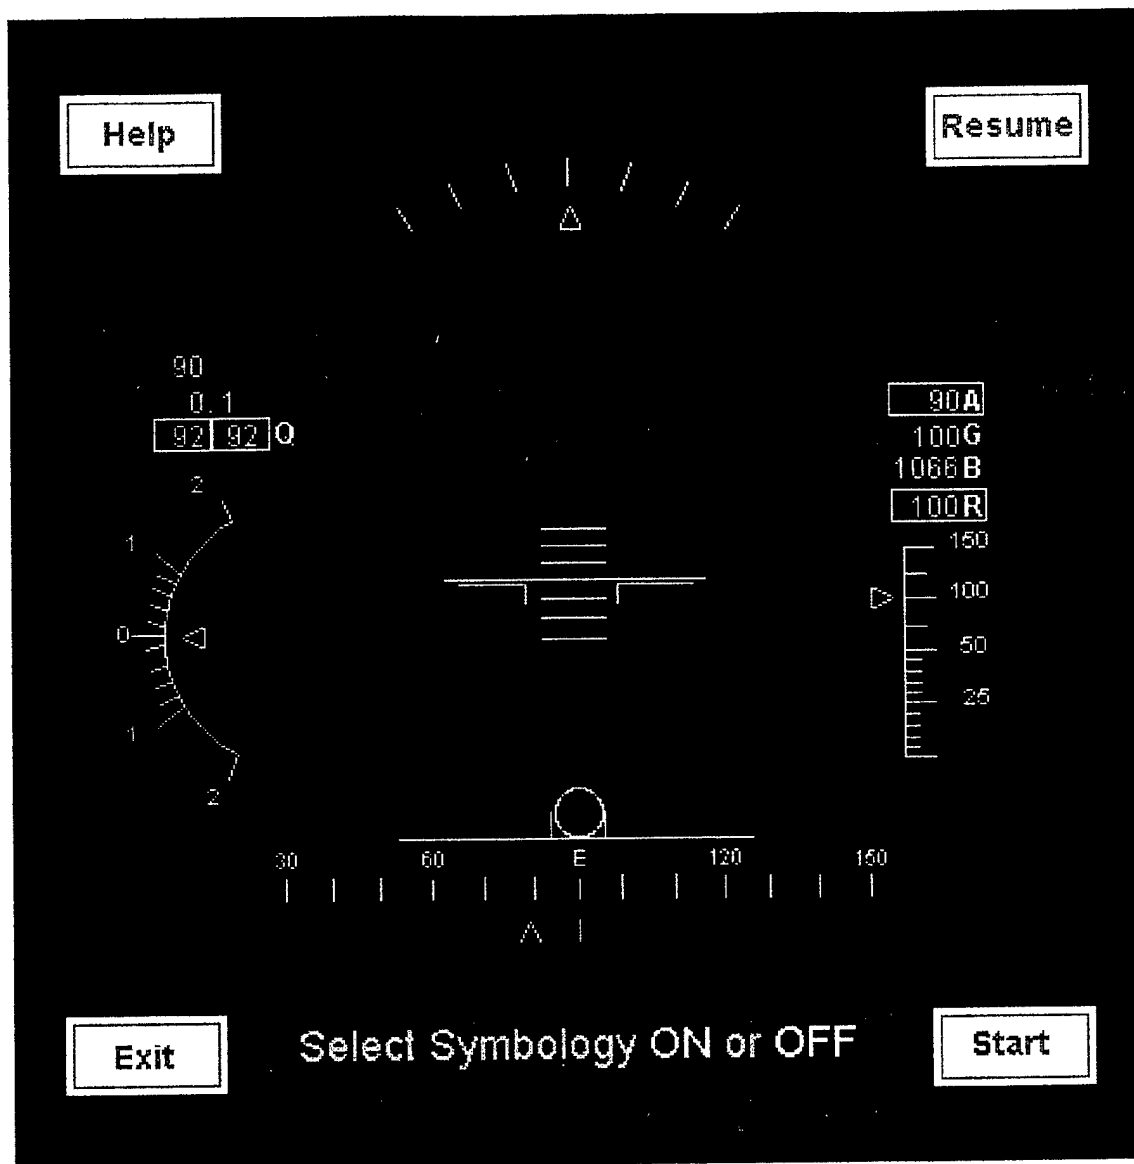 Help
Resume
90
0.1
92 92 Q
90A
100G
1066B
100R
2
1
0
1
2
150
100
50
25
30 60 E 120 150
Select Symbology ON or OFF
Exit
Start